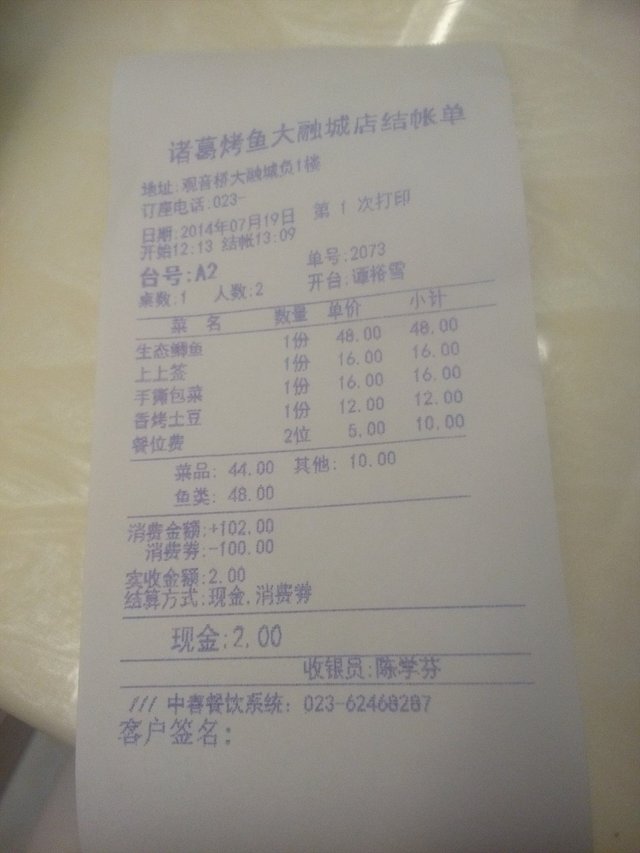 诸葛烤鱼大融城店结帐单
地址:观音桥大融城负1楼
订座电话:023-
日期:2014年07月19日 第 1 次打印
开始12:13 结帐13:09
台号:A2 单号:2073
桌数:1 人数:2 开台:谭裕雪
菜 名 数量 单价 小计
生态鲫鱼 1份 48.00 48.00
上上签 1份 16.00 16.00
手撕包菜 1份 16.00 16.00
香烤土豆 1份 12.00 12.00
餐位费 2位 5.00 10.00
菜品: 44.00 其他: 10.00
鱼类: 48.00
消费金额:+102.00
消费券:-100.00
实收金额:2.00
结算方式:现金,消费券
现金:2.00
收银员:陈学芬
/// 中春餐饮系统: 023-62468287
客户签名: